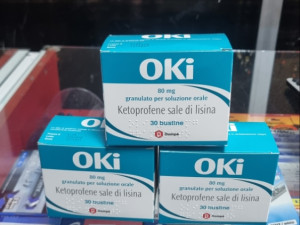 OKi
80 mg
granulato per soluzione orale
Ketoprofene sale di lisina
30 bustine
Dompé
OKi
80 mg
granulato per soluzione orale
Ketoprofene sale di lisina
30 bustine
Dompé
OKi
80 mg
granulato per soluzione orale
Ketoprofene sale di lisina
30 bustine
Dompé